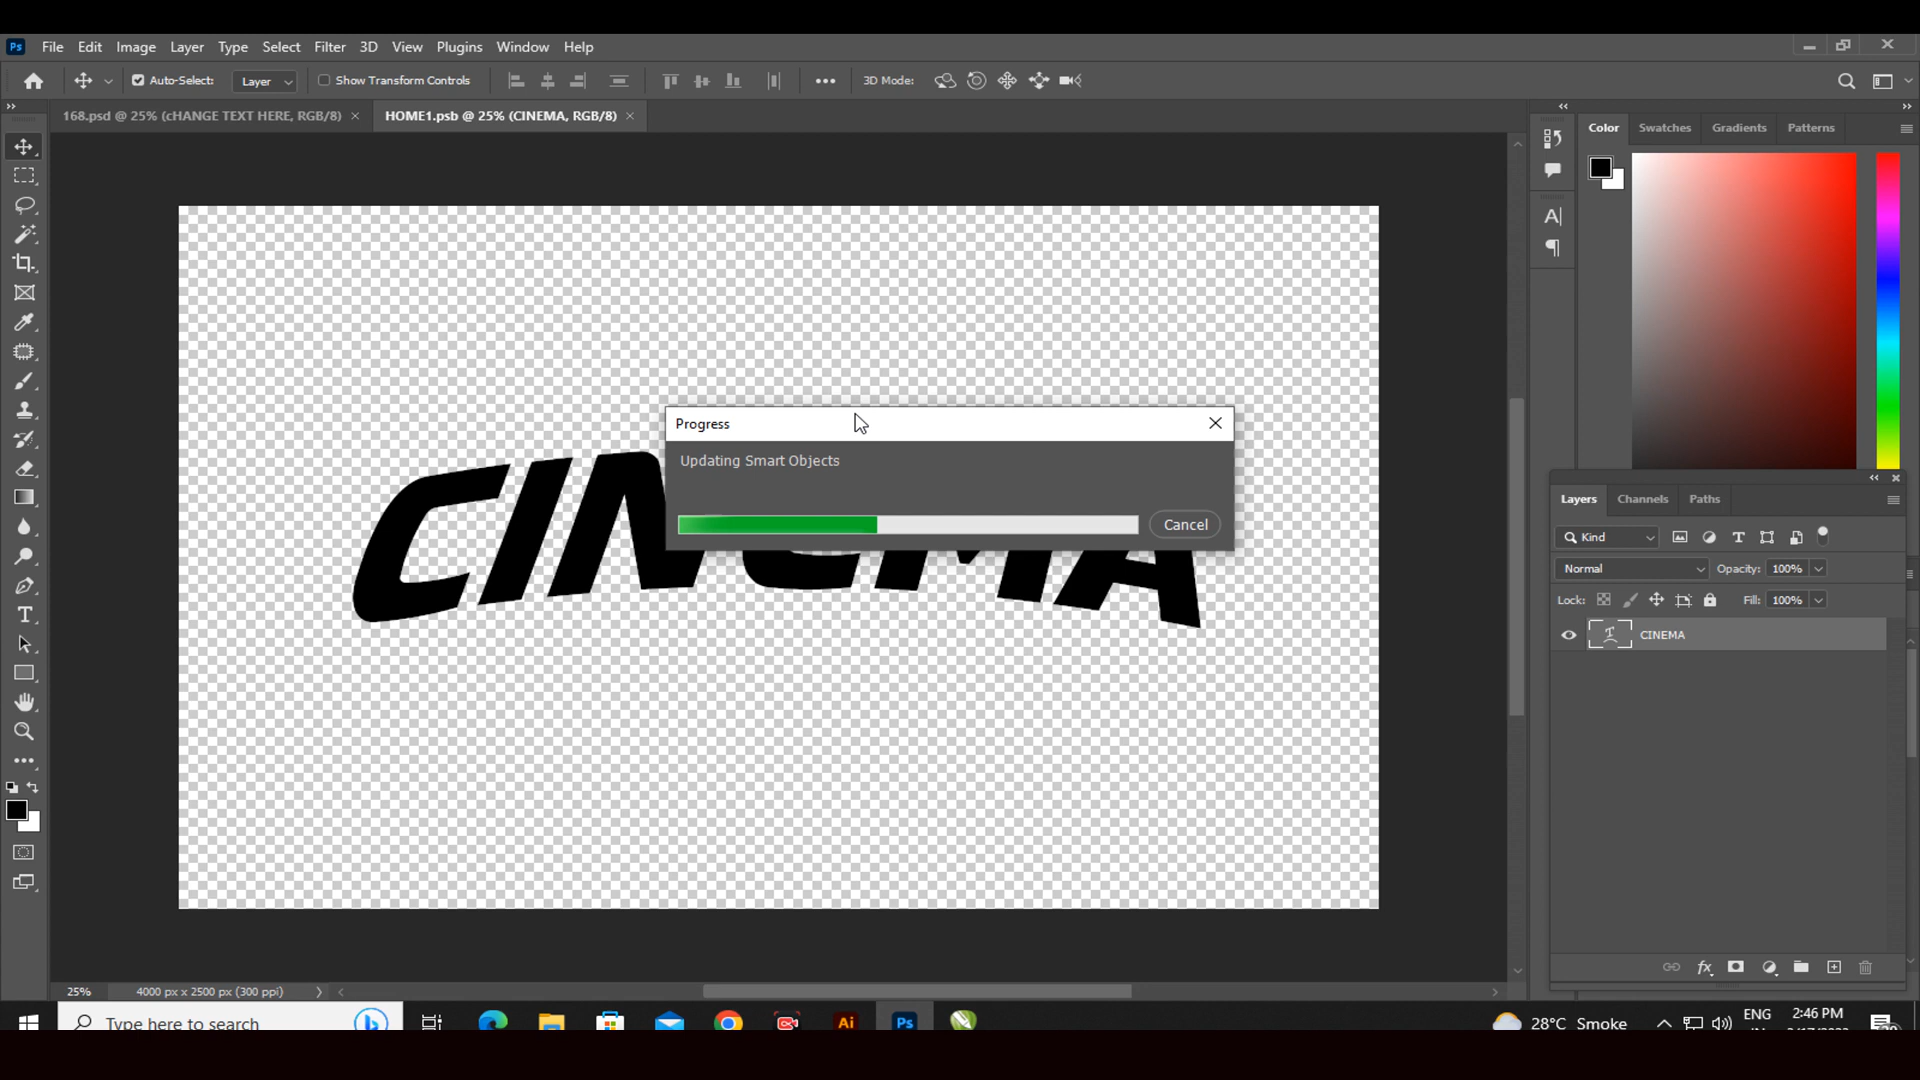 Ps File Edit Image Layer Type Select Filter 3D View Plugins Window Help
Auto-Select: Layer Show Transform Controls 3D Mode:
168.psd @ 25% (cHANGE TEXT HERE, RGB/8) HOME1.psb @ 25% (CINEMA, RGB/8)
Color Swatches Gradients Patterns
Progress
Updating Smart Objects
Cancel
CINEMA
Layers Channels Paths
Kind
Normal Opacity: 100%
Lock: Fill: 100%
CINEMA
25% 4000 px x 2500 px (300 ppi)
Type here to search Ai Ps 28°C Smoke ENG 2:46 PM